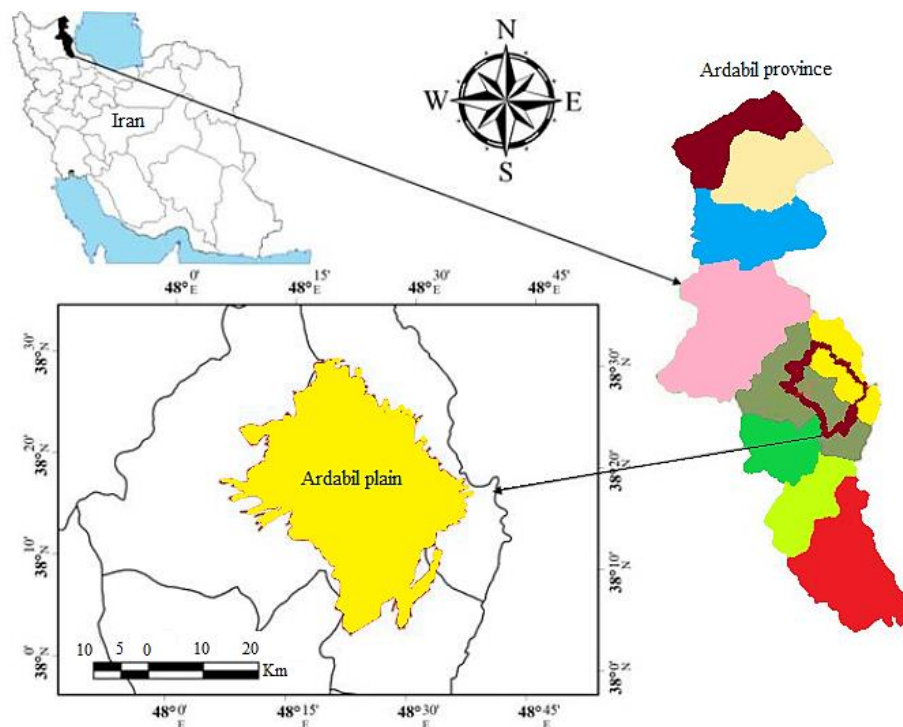 N
Ardabil province
W
E
Iran
S
48°0'E
48°15'E
48°30'E
48°45'E
38°30'N
38°20'N
38°10'N
38°0'N
Ardabil plain
38°30'N
38°20'N
38°10'N
38°0'N
10 5 0 10 20
Km
48°0'E
48°15'E
48°30'E
48°45'E